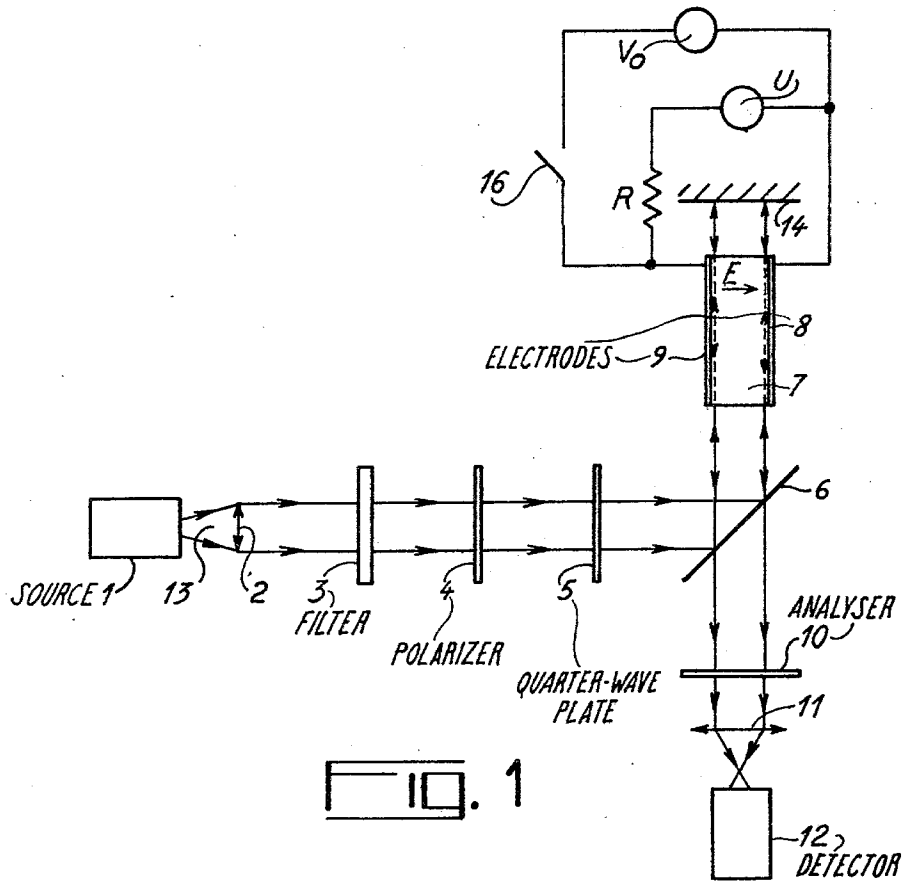 Vo
U
16
R
14
E
8
ELECTRODES 9
7
6
SOURCE 1
13
2
3
FILTER
4
POLARIZER
5
QUARTER-WAVE
PLATE
ANALYSER
10
11
12
DETECTOR
Fig. 1